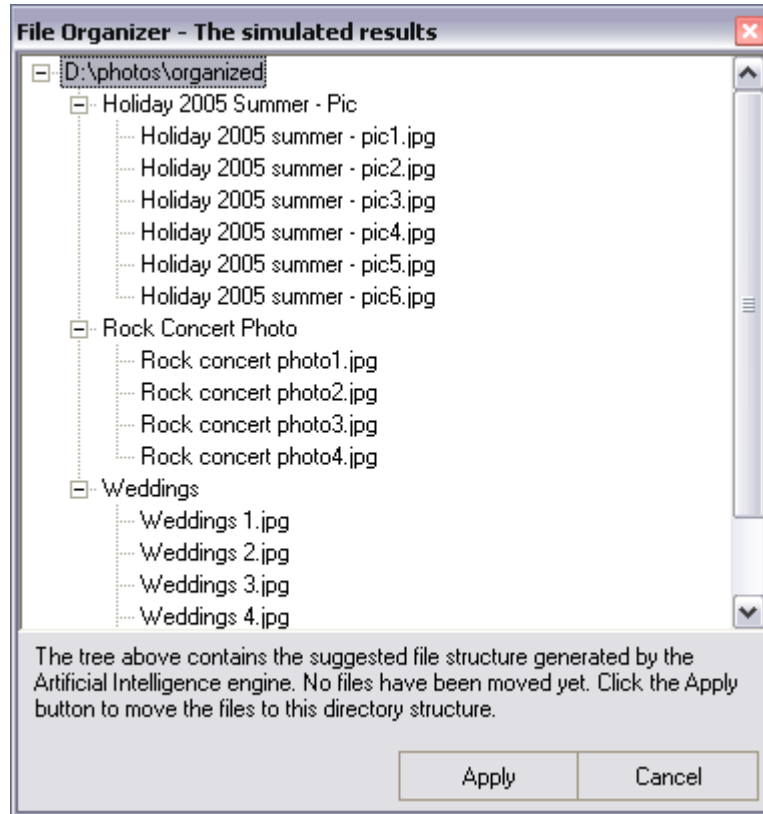 File Organizer - The simulated results
D:\photos\organized
Holiday 2005 Summer - Pic
Holiday 2005 summer - pic1.jpg
Holiday 2005 summer - pic2.jpg
Holiday 2005 summer - pic3.jpg
Holiday 2005 summer - pic4.jpg
Holiday 2005 summer - pic5.jpg
Holiday 2005 summer - pic6.jpg
Rock Concert Photo
Rock concert photo1.jpg
Rock concert photo2.jpg
Rock concert photo3.jpg
Rock concert photo4.jpg
Weddings
Weddings 1.jpg
Weddings 2.jpg
Weddings 3.jpg
Weddings 4.jpg
The tree above contains the suggested file structure generated by the
Artificial Intelligence engine. No files have been moved yet. Click the Apply
button to move the files to this directory structure.
Apply Cancel